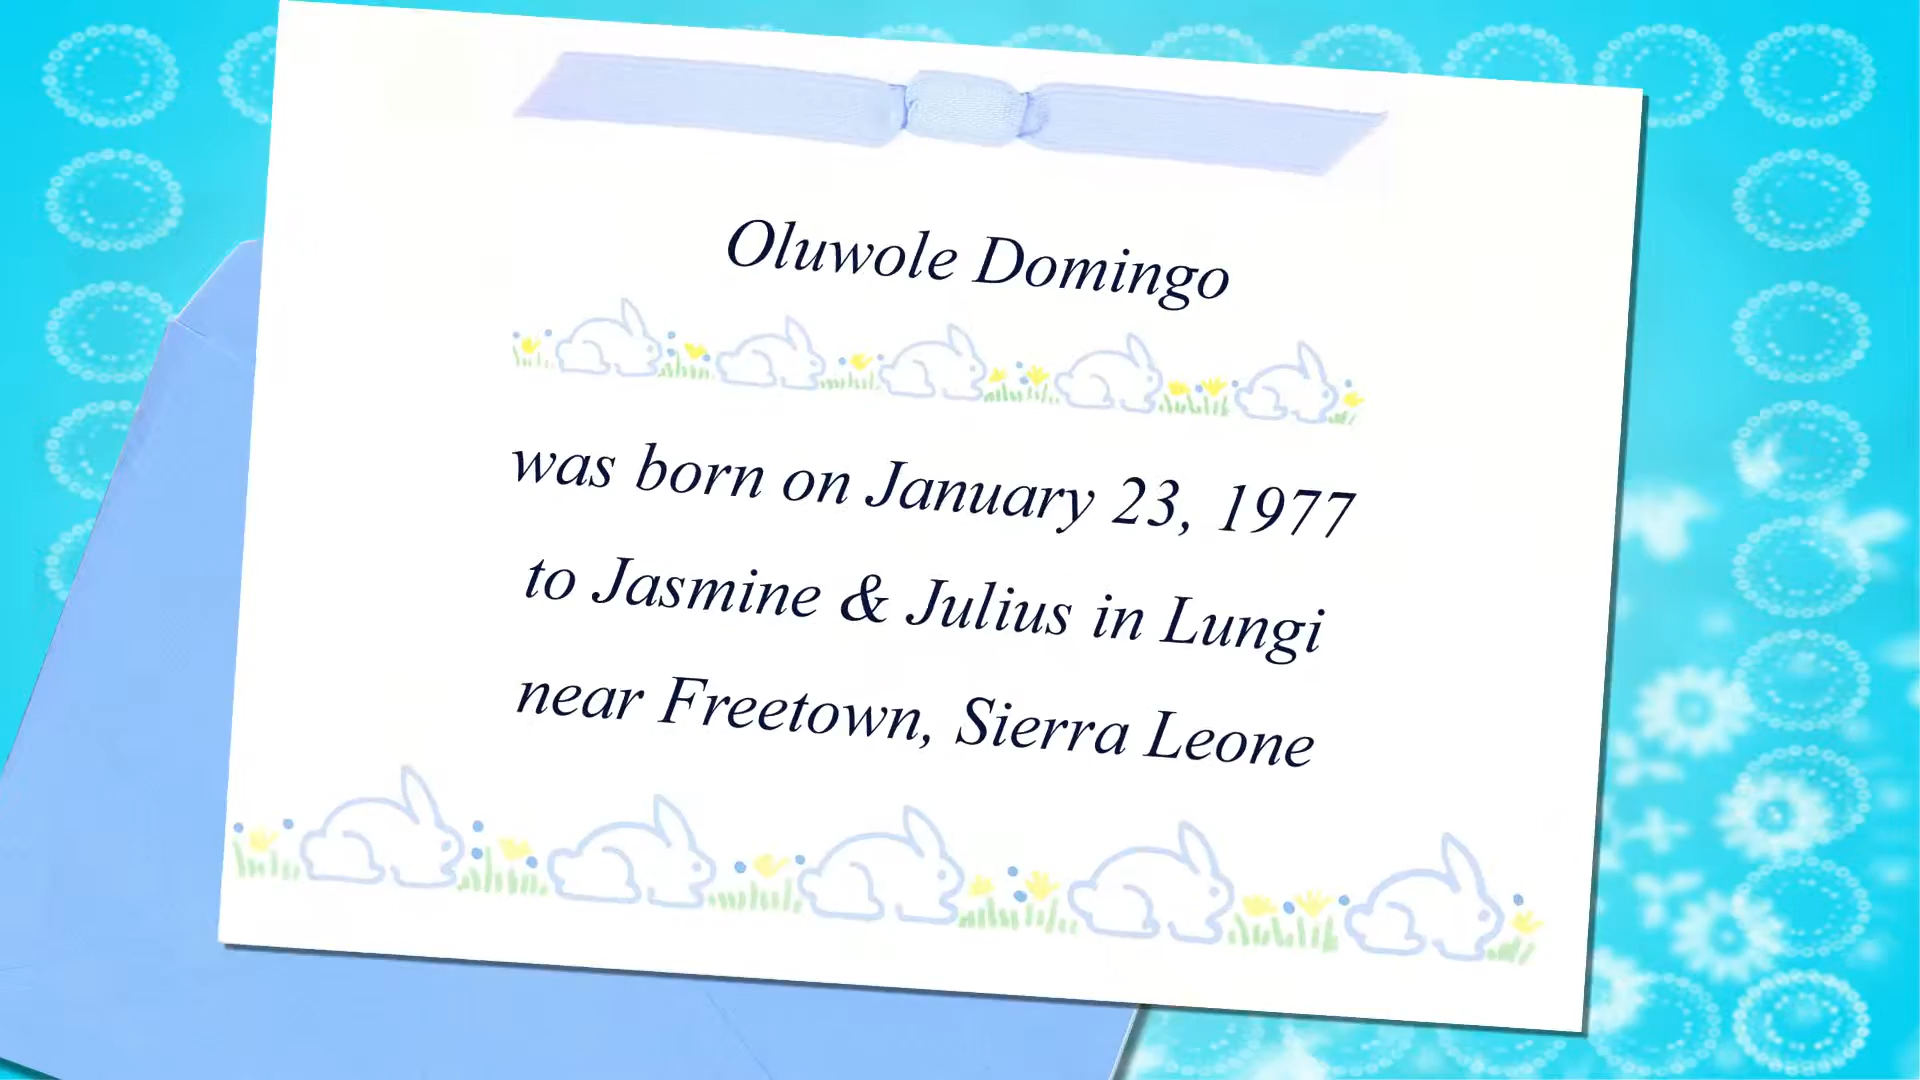 Oluwole Domingo
was born on January 23, 1977
to Jasmine & Julius in Lungi
near Freetown, Sierra Leone